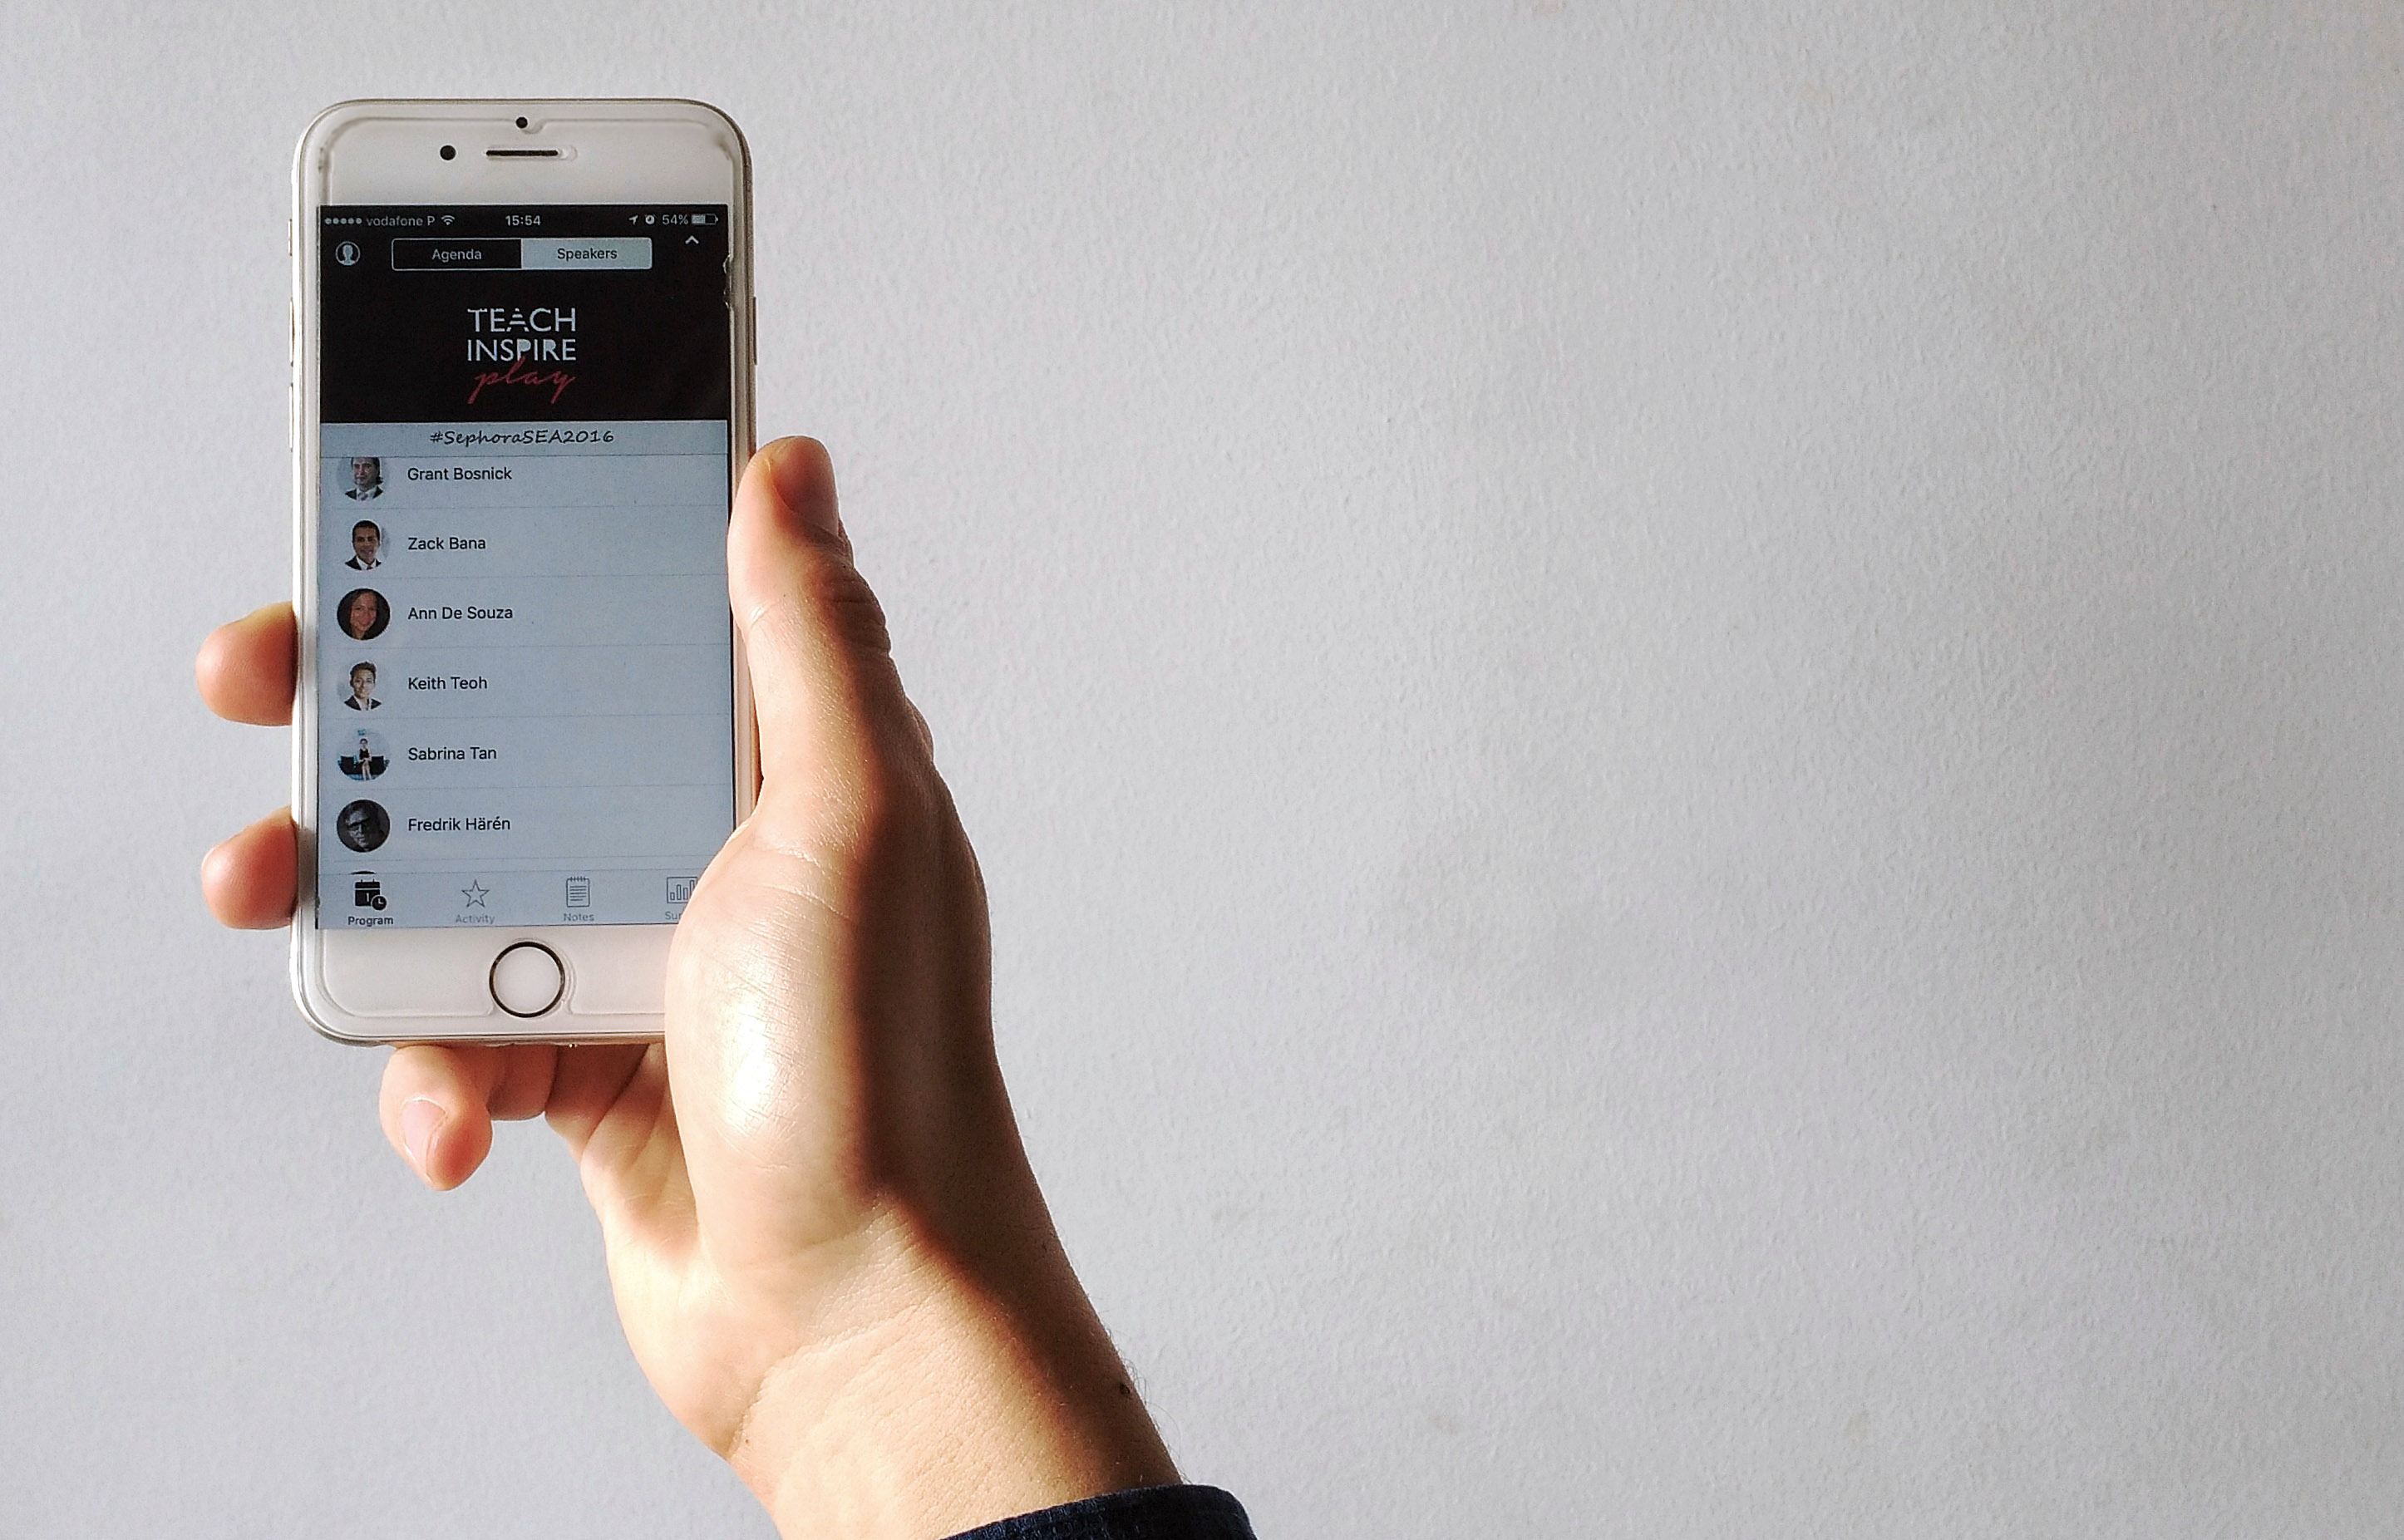 vodafone P 15:54 54%
Agenda Speakers
TEACH
INSPIRE
play
#SephoraSEA2016
Grant Bosnick
Zack Bana
Ann De Souza
Keith Teoh
Sabrina Tan
Fredrik Härén
Program Activity Notes